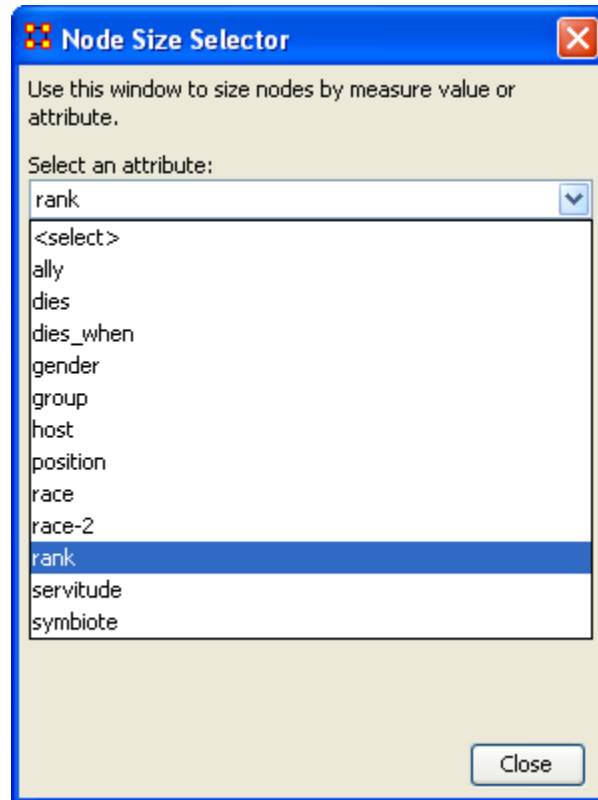 Node Size Selector
Use this window to size nodes by measure value or
attribute.
Select an attribute:
rank
<select>
ally
dies
dies_when
gender
group
host
position
race
race-2
rank
servitude
symbiote
Close